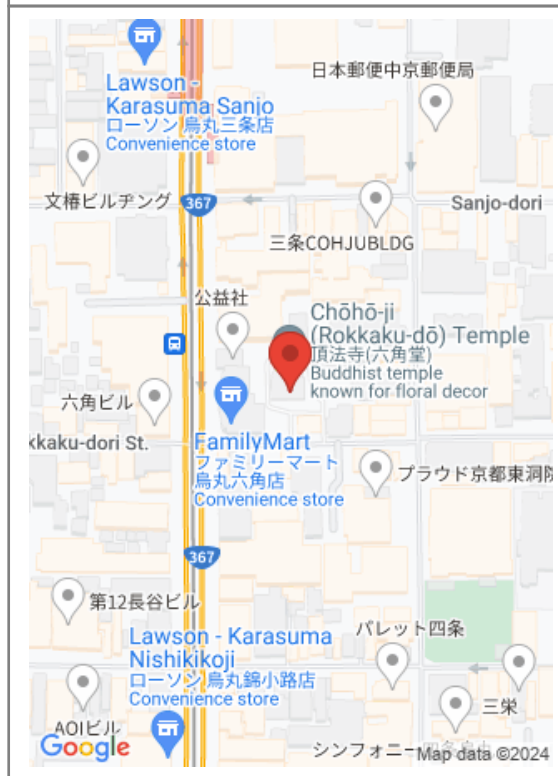 日本郵便中京郵便局
Lawson -
Karasuma Sanjo
ローソン 烏丸三条店
Convenience store
文椿ビルヂング
367
Sanjo-dori
三条COHJUBLDG
公益社
Chōhō-ji
(Rokkaku-dō) Temple
頂法寺(六角堂)
Buddhist temple
known for floral decor
六角ビル
kkaku-dori St.
FamilyMart
ファミリーマート
烏丸六角店
Convenience store
プラウド京都東洞院
367
第12長谷ビル
Lawson - Karasuma
Nishikikoji
ローソン 烏丸錦小路店
Convenience store
パレット四条
三栄
AOIビル
シンフォニー
Google
Map data ©2024